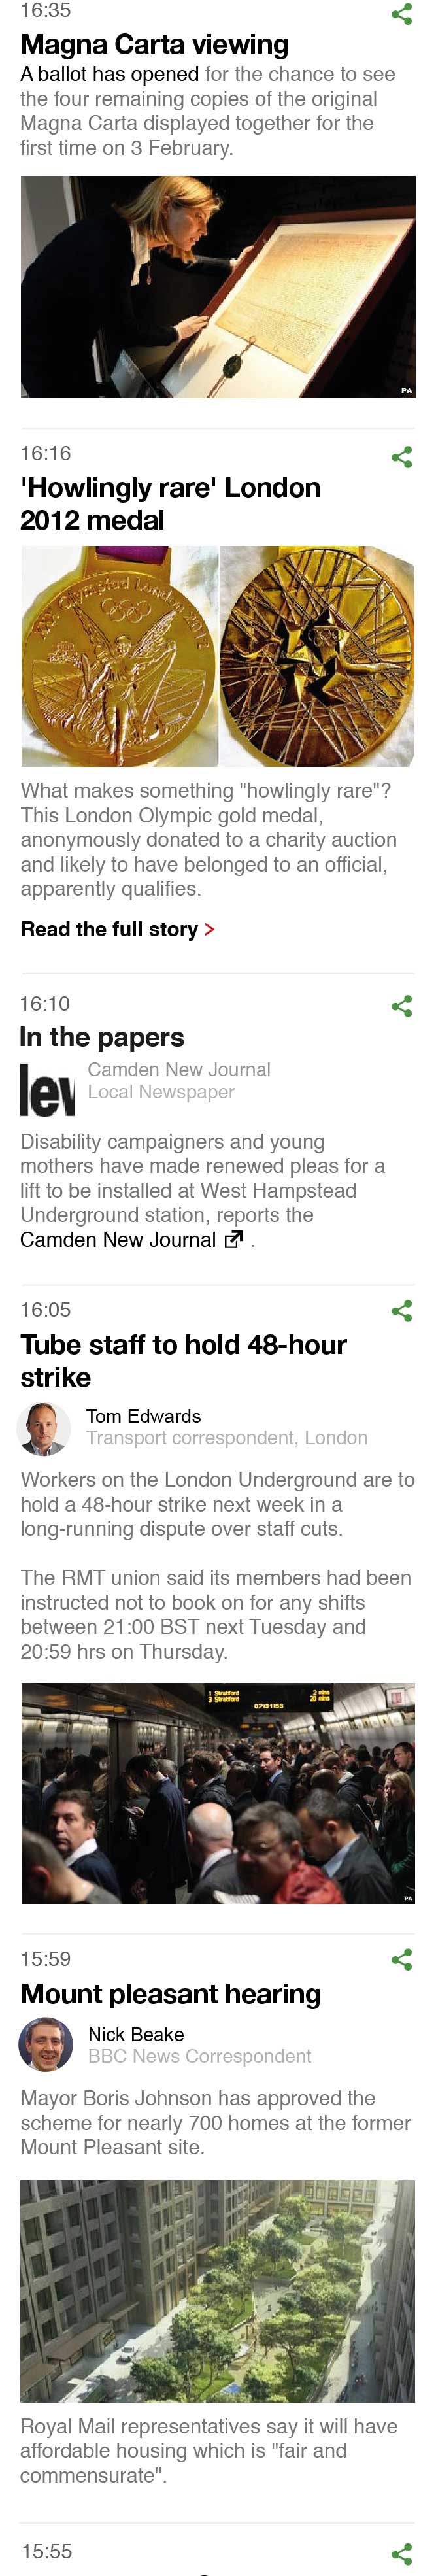 16:35
Magna Carta viewing
A ballot has opened for the chance to see
the four remaining copies of the original
Magna Carta displayed together for the
first time on 3 February.
PA
16:16
'Howlingly rare' London
2012 medal
What makes something "howlingly rare"?
This London Olympic gold medal,
anonymously donated to a charity auction
and likely to have belonged to an official,
apparently qualifies.
Read the full story >
16:10
In the papers
Camden New Journal
Local Newspaper
Disability campaigners and young
mothers have made renewed pleas for a
lift to be installed at West Hampstead
Underground station, reports the
Camden New Journal .
16:05
Tube staff to hold 48-hour
strike
Tom Edwards
Transport correspondent, London
Workers on the London Underground are to
hold a 48-hour strike next week in a
long-running dispute over staff cuts.
The RMT union said its members had been
instructed not to book on for any shifts
between 21:00 BST next Tuesday and
20:59 hrs on Thursday.
1 Stratford 2 mins
PA
15:59
Mount pleasant hearing
Nick Beake
BBC News Correspondent
Mayor Boris Johnson has approved the
scheme for nearly 700 homes at the former
Mount Pleasant site.
Royal Mail representatives say it will have
affordable housing which is "fair and
commensurate".
15:55